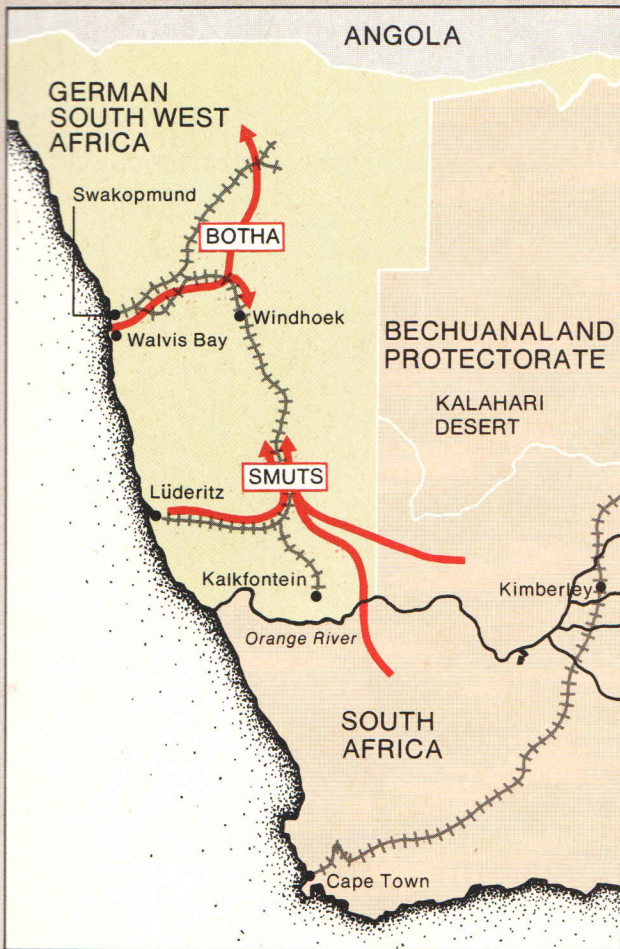 ANGOLA
GERMAN
SOUTH WEST
AFRICA
Swakopmund
BOTHA
Windhoek
Walvis Bay
BECHUANALAND
PROTECTORATE
KALAHARI
DESERT
SMUTS
Lüderitz
Kalkfontein
Kimberley
Orange River
SOUTH
AFRICA
Cape Town